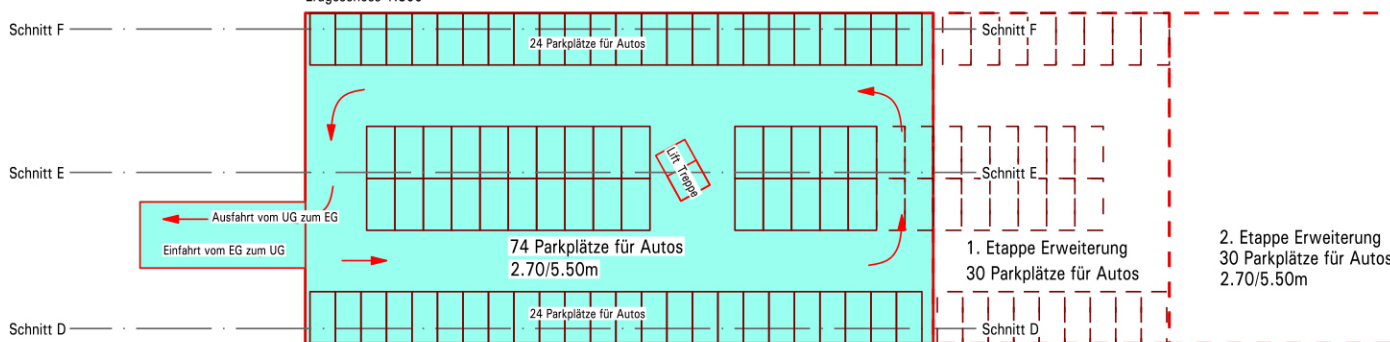 Schnitt F
24 Parkplätze für Autos
Schnitt F
Lift Treppe
Schnitt E
Schnitt E
Ausfahrt vom UG zum EG
Einfahrt vom EG zum UG
74 Parkplätze für Autos
2.70/5.50m
1. Etappe Erweiterung
30 Parkplätze für Autos
2. Etappe Erweiterung
30 Parkplätze für Autos
2.70/5.50m
Schnitt D
24 Parkplätze für Autos
Schnitt D